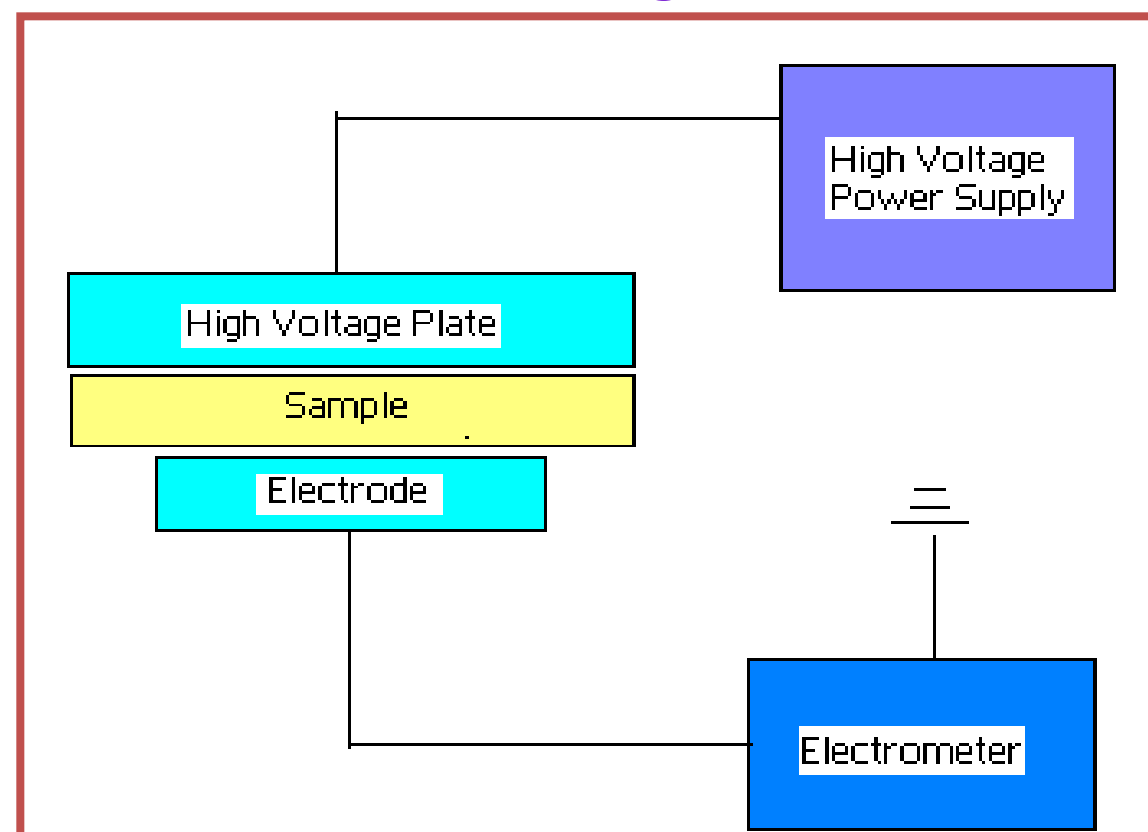 High Voltage
Power Supply
High Voltage Plate
Sample
Electrode
Electrometer